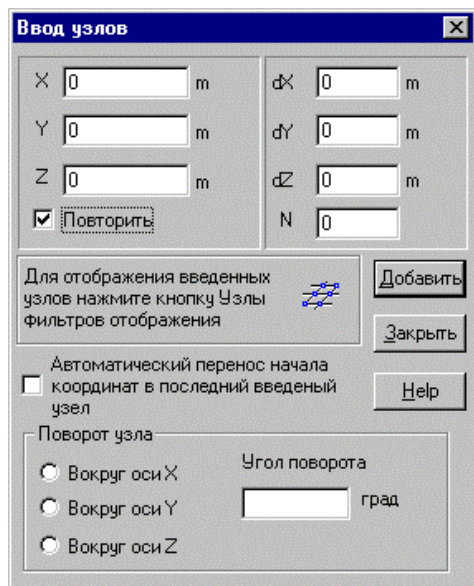 Ввод узлов
X 0 m dX 0 m
Y 0 m dY 0 m
Z 0 m dZ 0 m
Повторить N 0
Для отображения введенных
узлов нажмите кнопку Узлы
фильтров отображения
Добавить
Закрыть
Автоматический перенос начала
координат в последний введеный
узел
Help
Поворот узла
Вокруг оси X Угол поворота
Вокруг оси Y град
Вокруг оси Z